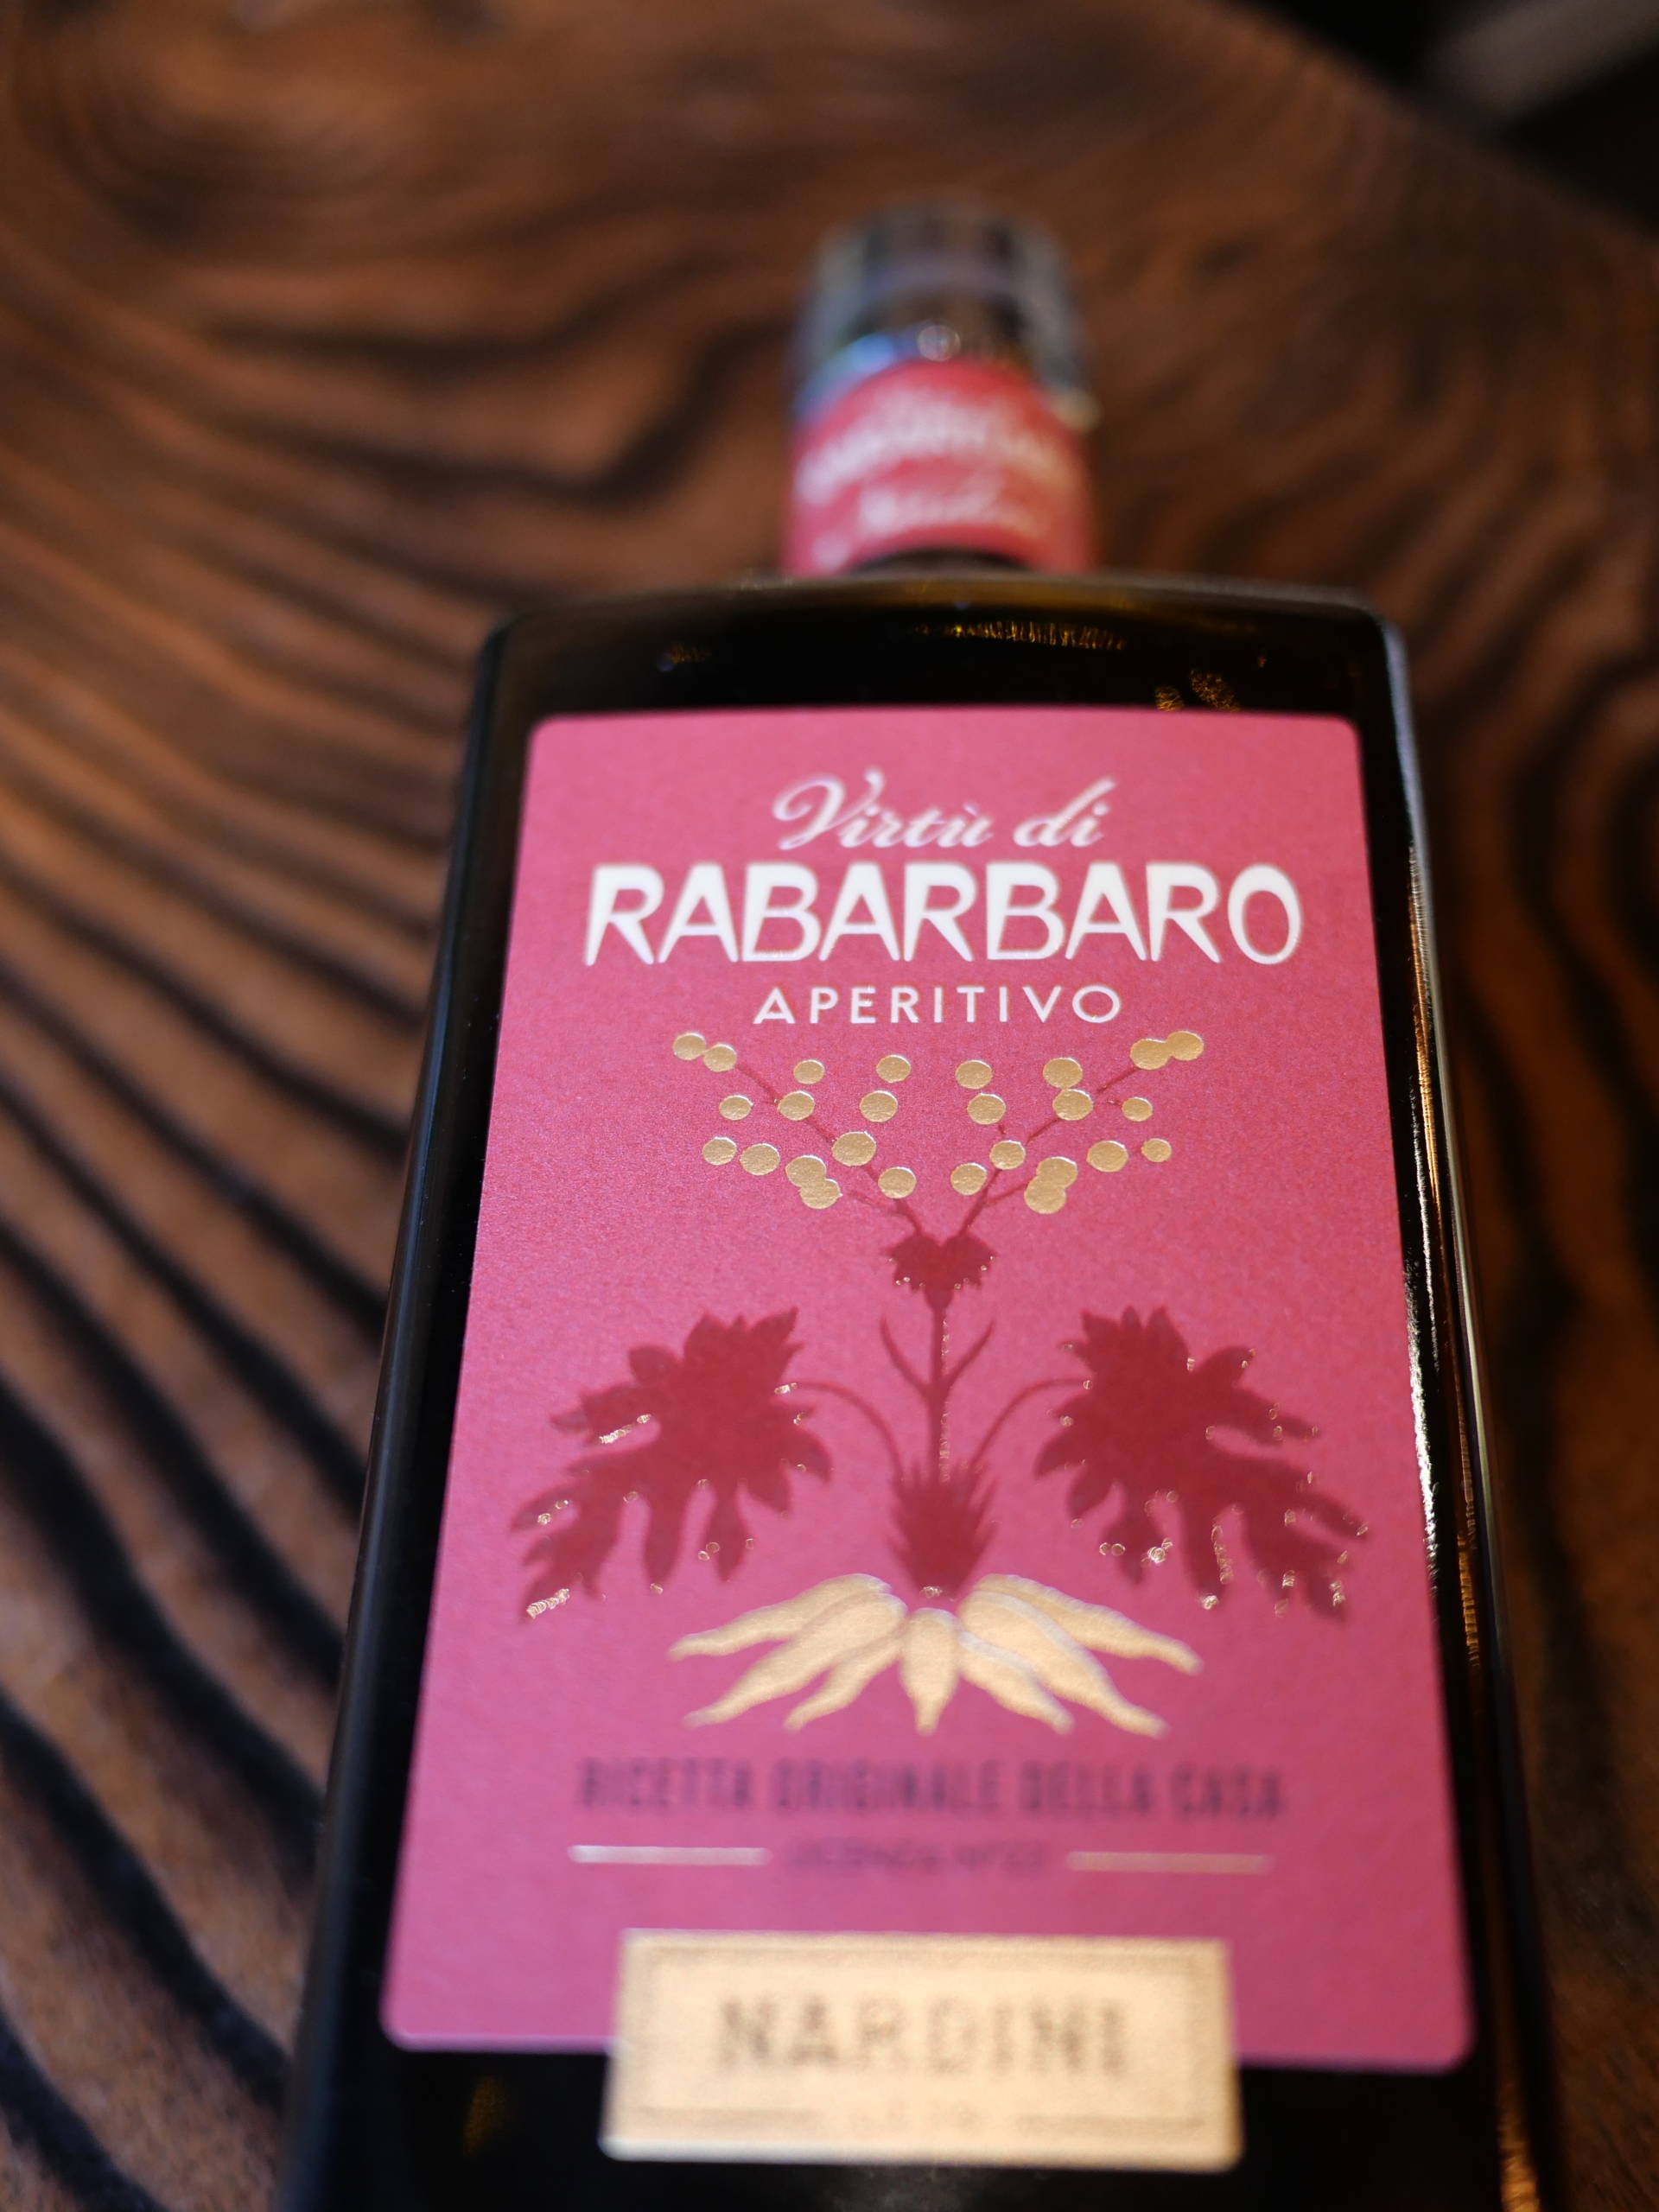 Virtù di
RABARBARO
APERITIVO
RICETTA ORIGINALE DELLA CASA
NARDINI